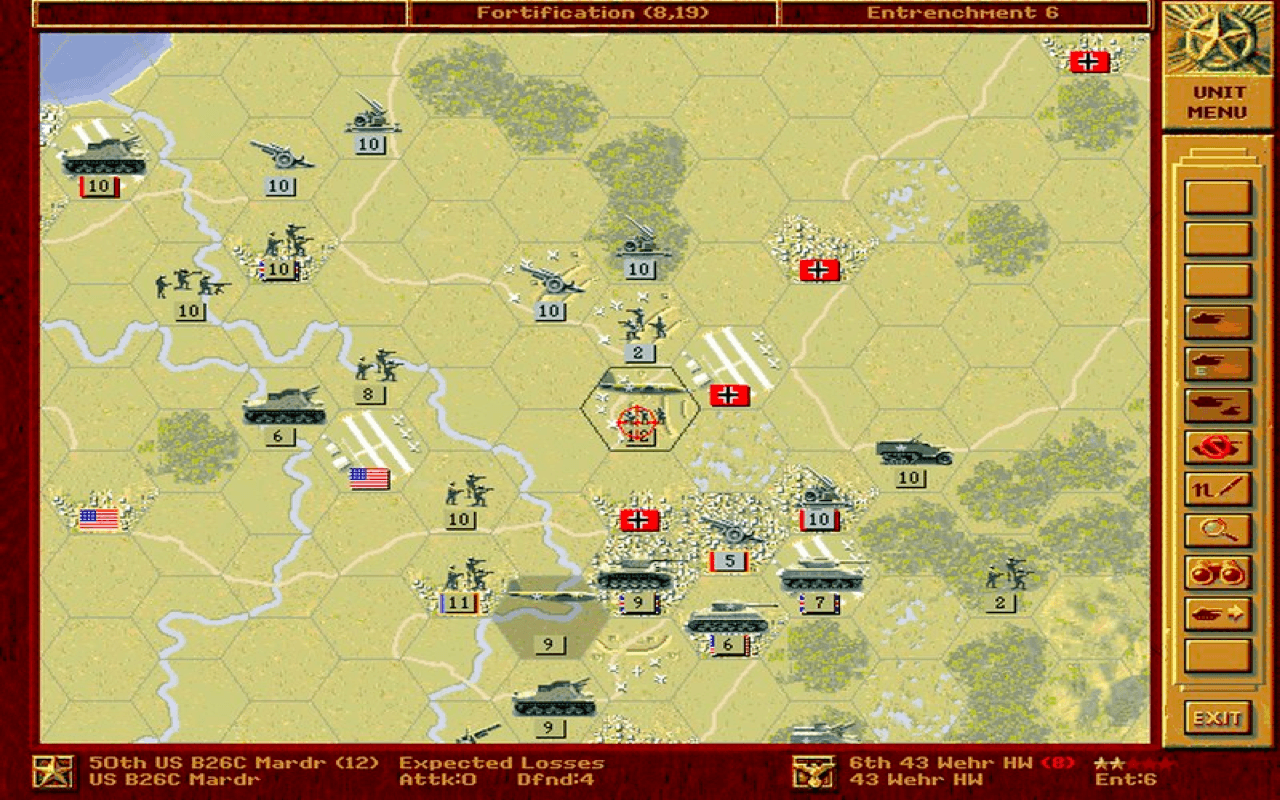 Fortification (8,19)
Entrenchment 6
UNIT
MENU
10
10
10
10
10
10
10
2
8
6
12
10
10
10
5
11
9
7
2
9
6
9
EXIT
50th US B26C Mardr (12)
Expected Losses
6th 43 Wehr HW (8)
US B26C Mardr
Attk:0
Dfnd:4
43 Wehr HW
Ent:6